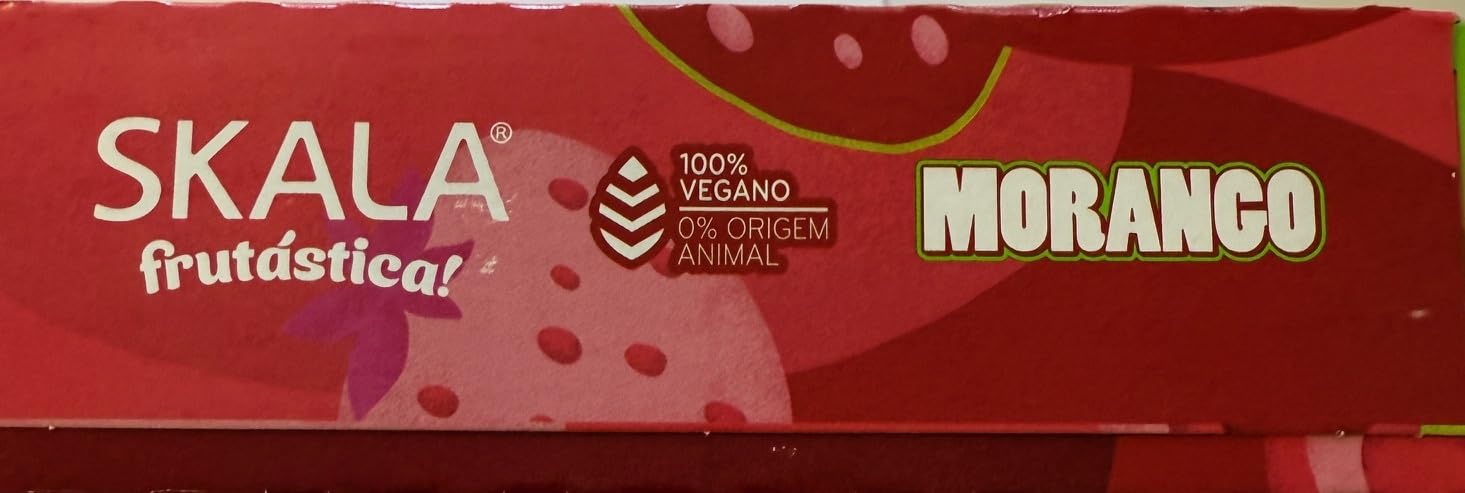 SKALA®
frutástica!
100%
VEGANO
0% ORIGEM
ANIMAL
MORANGO